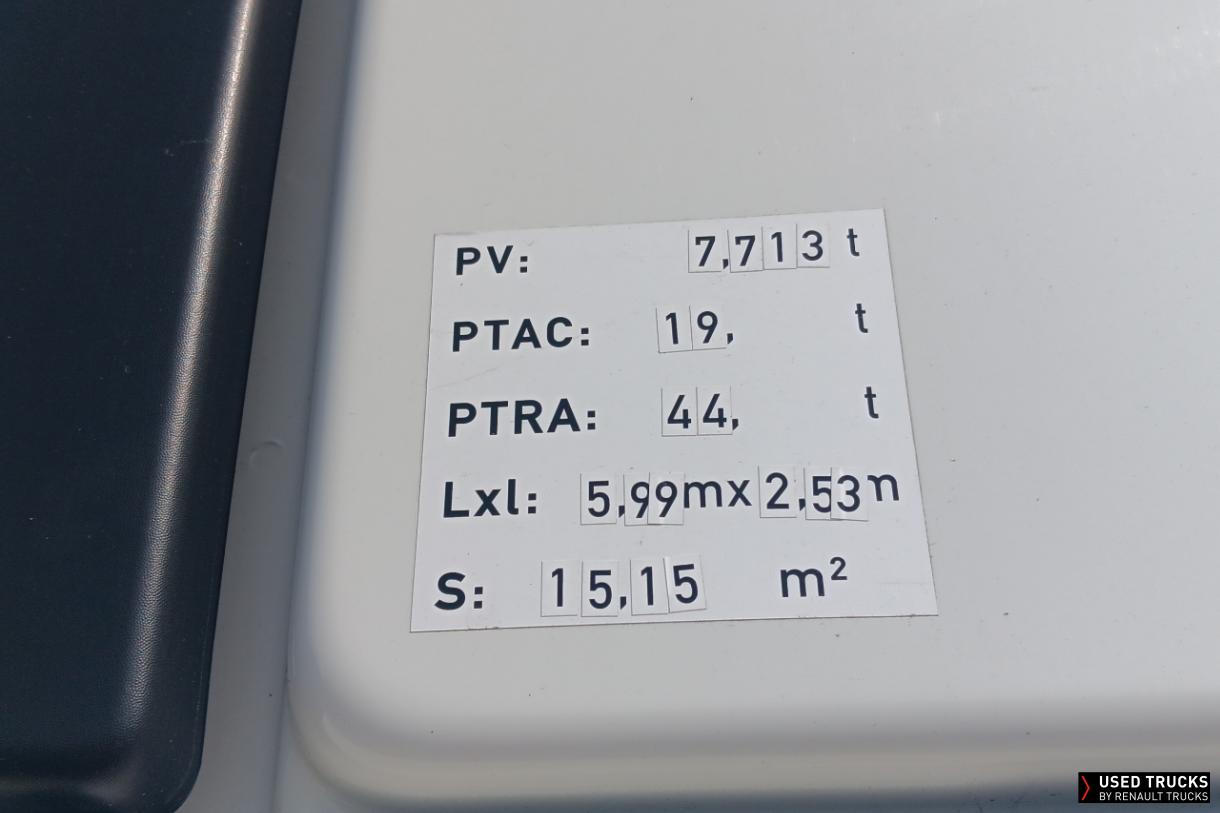 PV: 7,713 t
PTAC: 19, t
PTRA: 44, t
Lxl: 5,99mx2,53m
S: 15,15 m²
USED TRUCKS
BY RENAULT TRUCKS